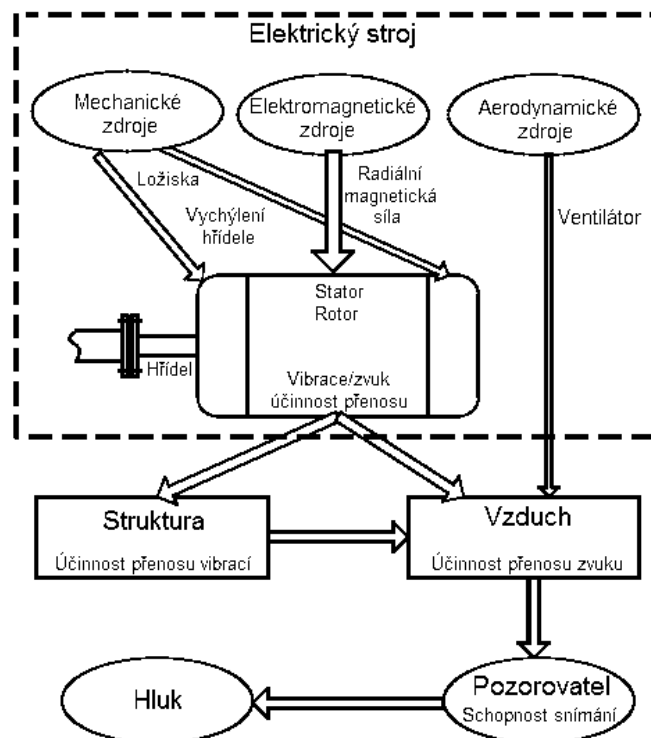 Elektrický stroj
Mechanické
zdroje
Elektromagnetické
zdroje
Aerodynamické
zdroje
Ložiska
Vychýlení
hřídele
Radiální
magnetická
síla
Ventilátor
Stator
Rotor
Hřídel
Vibrace/zvuk
účinnost přenosu
Struktura
Účinnost přenosu vibrací
Vzduch
Účinnost přenosu zvuku
Hluk
Pozorovatel
Schopnost snímání